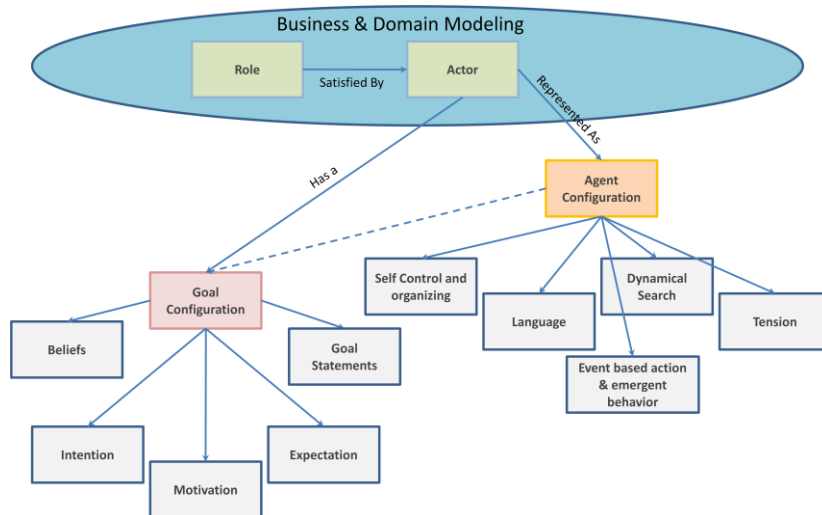 Business & Domain Modeling
Role
Actor
Satisfied By
Represented As
Has a
Agent
Configuration
Self Control and
organizing
Dynamical
Search
Goal
Configuration
Language
Tension
Beliefs
Goal
Statements
Event based action
& emergent
behavior
Intention
Expectation
Motivation